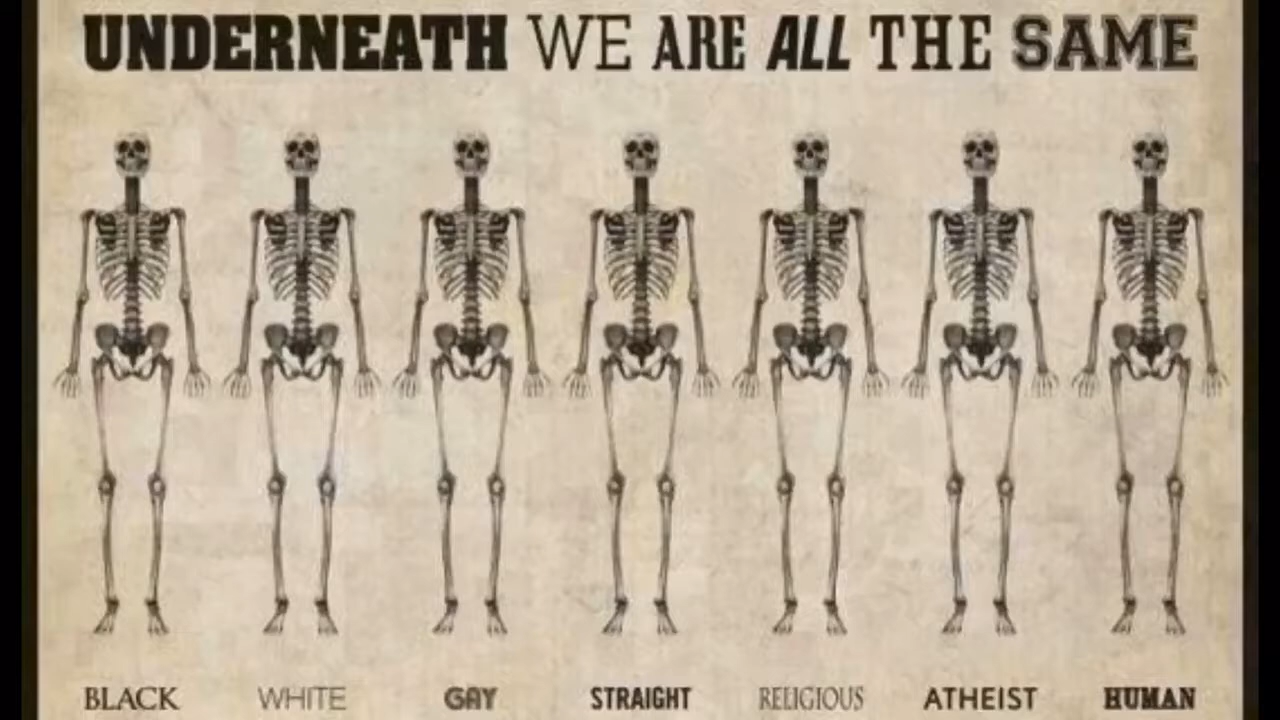 UNDERNEATH WE ARE ALL THE SAME
BLACK WHITE GAY STRAIGHT RELIGIOUS ATHEIST HUMAN